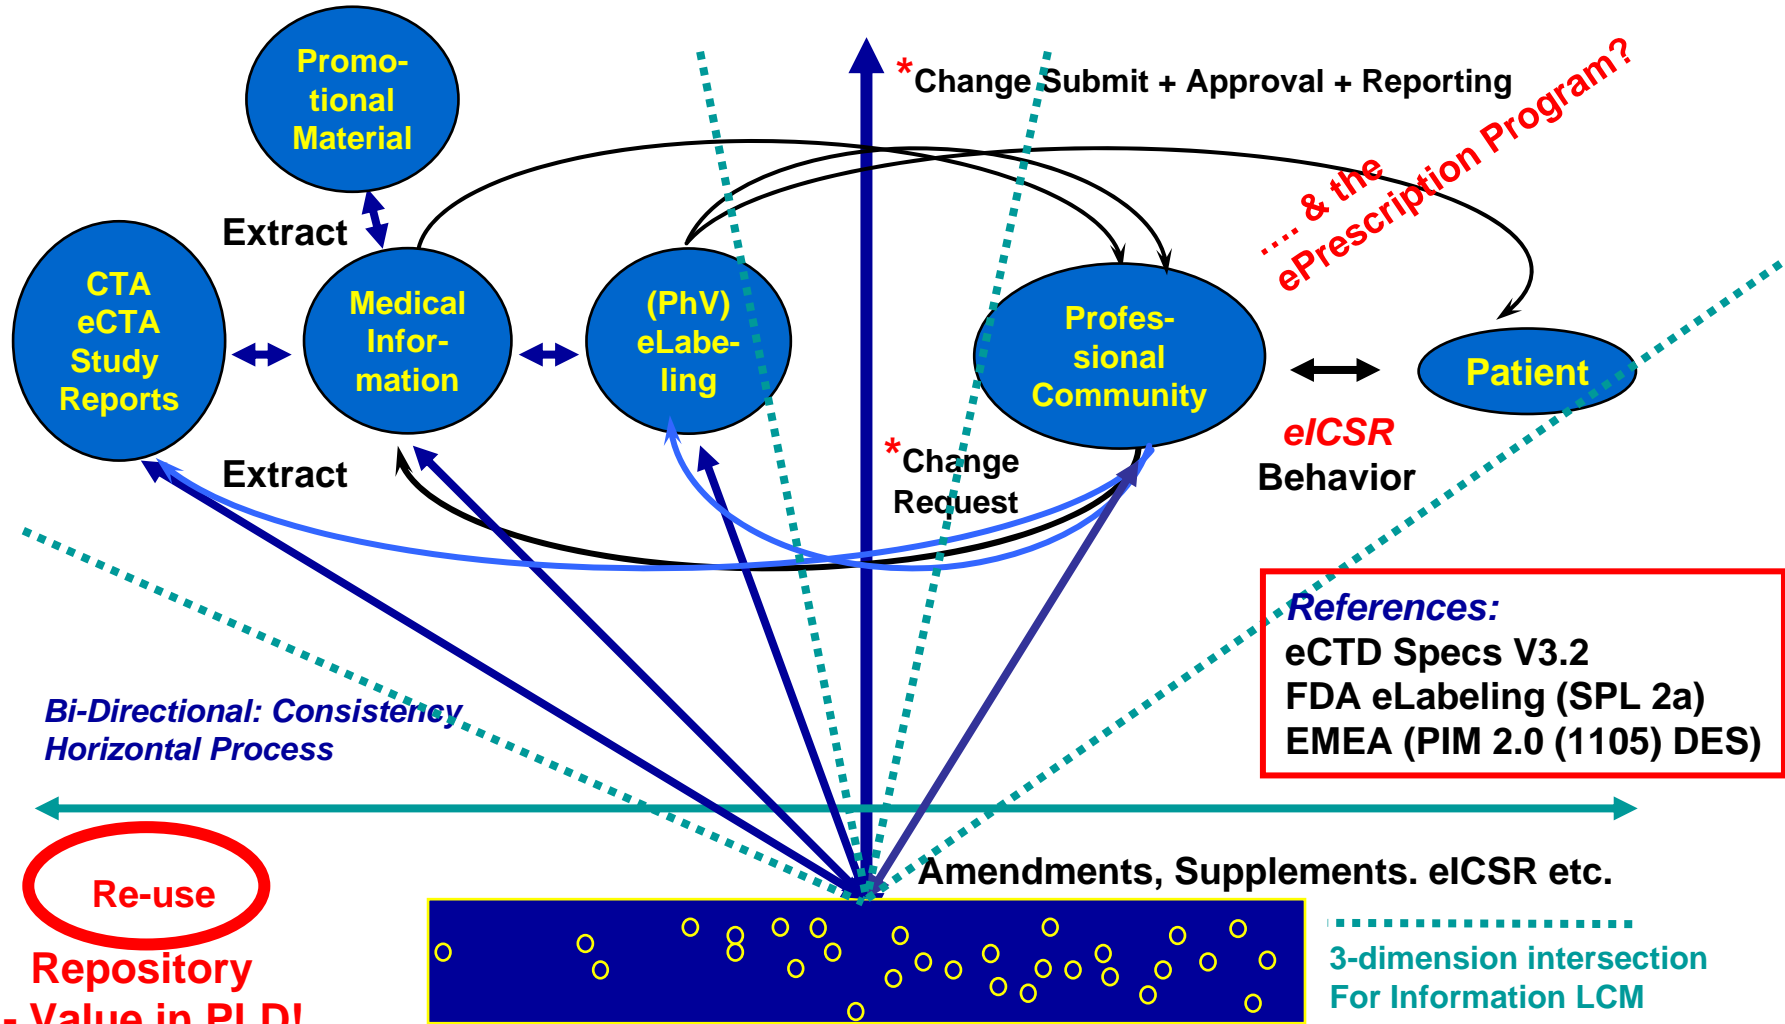 Promo-
tional
Material
*Change Submit + Approval + Reporting
.... & the
ePrescription Program?
Extract
CTA
eCTA
Study
Reports
Medical
Infor-
mation
(PhV)
eLabe-
ling
Profes-
sional
Community
Patient
eICSR
Behavior
Extract
*Change
Request
References:
eCTD Specs V3.2
FDA eLabeling (SPL 2a)
EMEA (PIM 2.0 (1105) DES)
Bi-Directional: Consistency
Horizontal Process
Amendments, Supplements. eICSR etc.
Re-use
Repository
- Value in PLD!
3-dimension intersection
For Information LCM